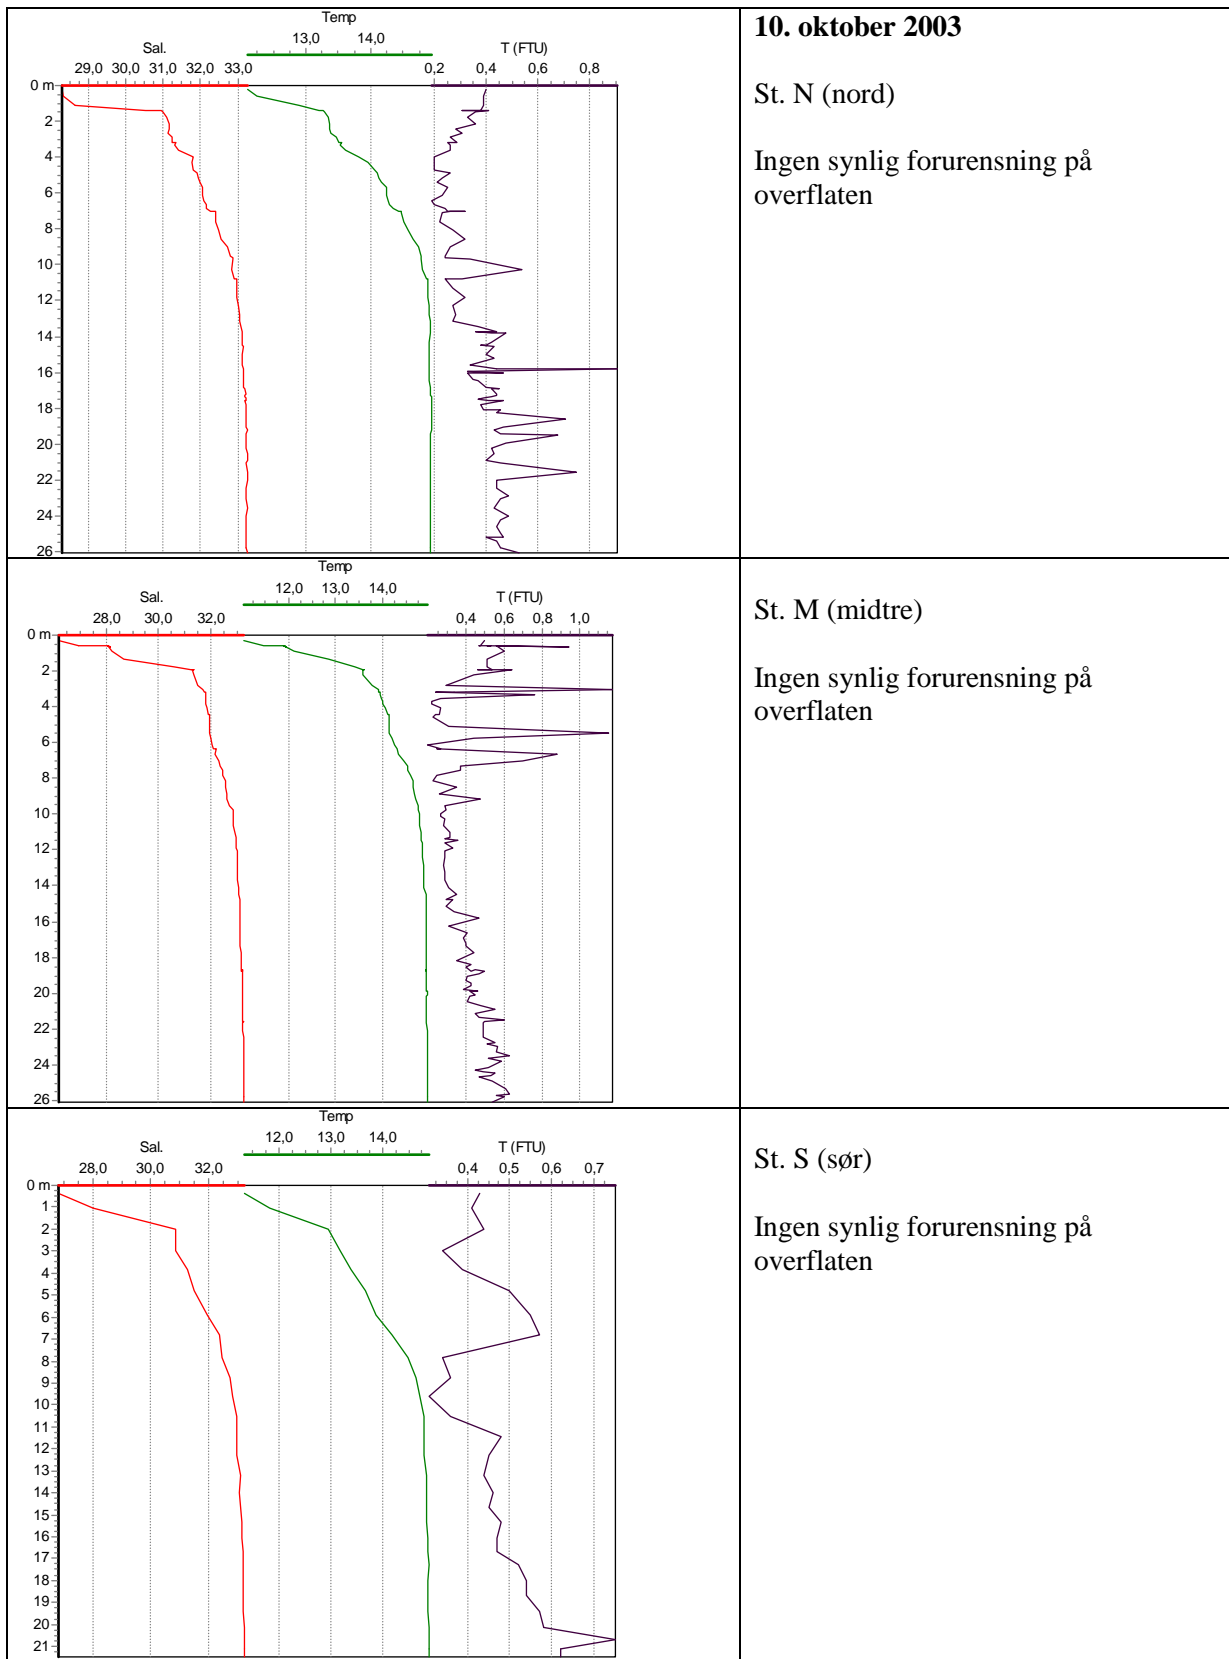 Temp
13,0 14,0
Sal. T (FTU)
29,0 30,0 31,0 32,0 33,0 0,2 0,4 0,6 0,8
0 m
2
4
6
8
10
12
14
16
18
20
22
24
26
10. oktober 2003
St. N (nord)
Ingen synlig forurensning på
overflaten
Temp
12,0 13,0 14,0
Sal. T (FTU)
28,0 30,0 32,0 0,4 0,6 0,8 1,0
0 m
2
4
6
8
10
12
14
16
18
20
22
24
26
St. M (midtre)
Ingen synlig forurensning på
overflaten
Temp
12,0 13,0 14,0
Sal. T (FTU)
28,0 30,0 32,0 0,4 0,5 0,6 0,7
0 m
1
2
3
4
5
6
7
8
9
10
11
12
13
14
15
16
17
18
19
20
21
St. S (sør)
Ingen synlig forurensning på
overflaten